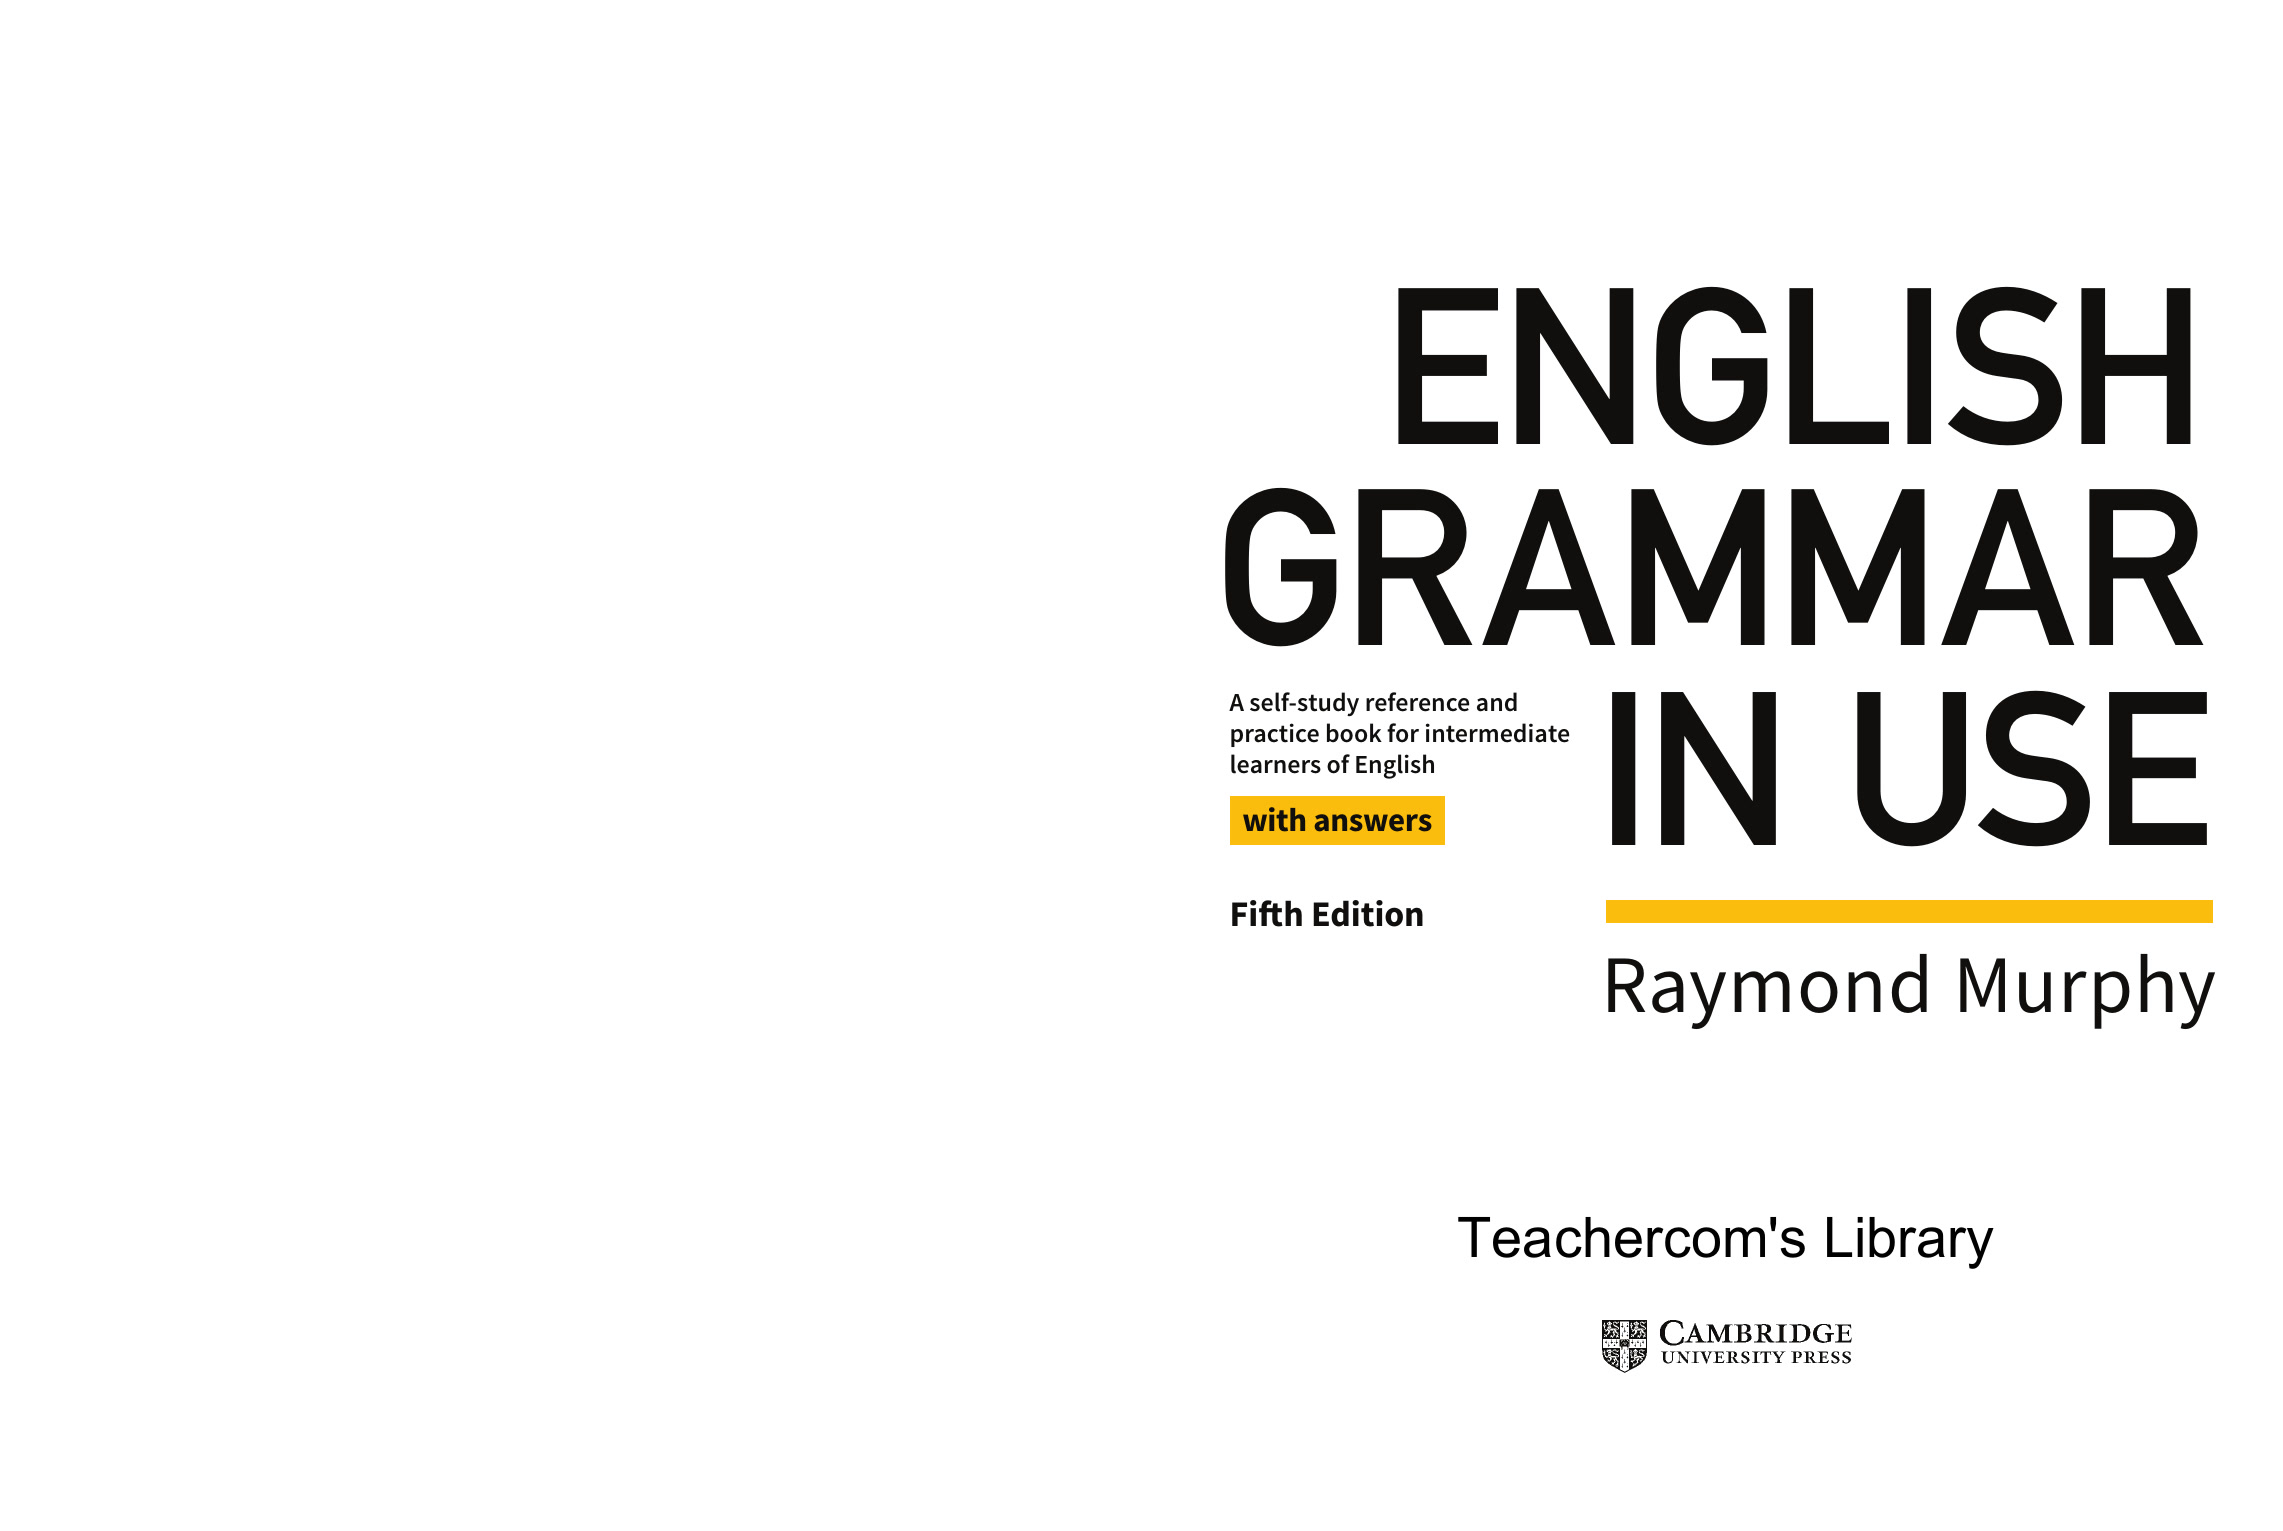 ENGLISH
GRAMMAR
IN USE
A self-study reference and
practice book for intermediate
learners of English
with answers
Fifth Edition
Raymond Murphy
Teachercom's Library
CAMBRIDGE
UNIVERSITY PRESS